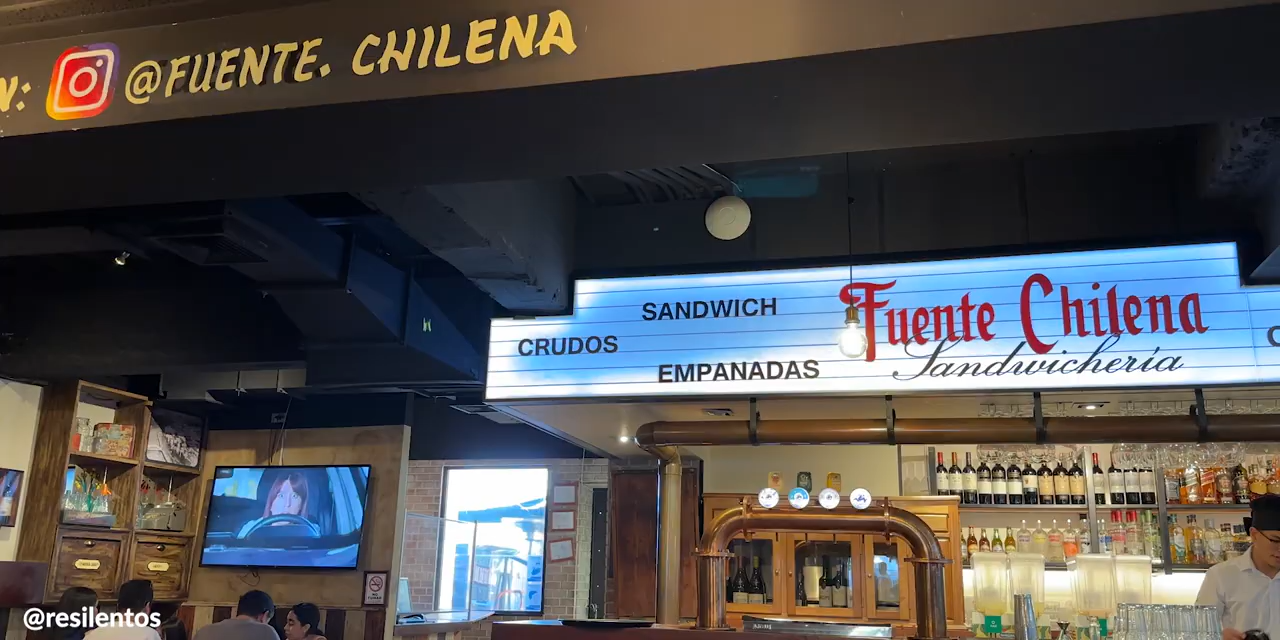 @FUENTE. CHILENA
SANDWICH
CRUDOS
EMPANADAS
Fuente Chilena
Sandwichería
@resilentos